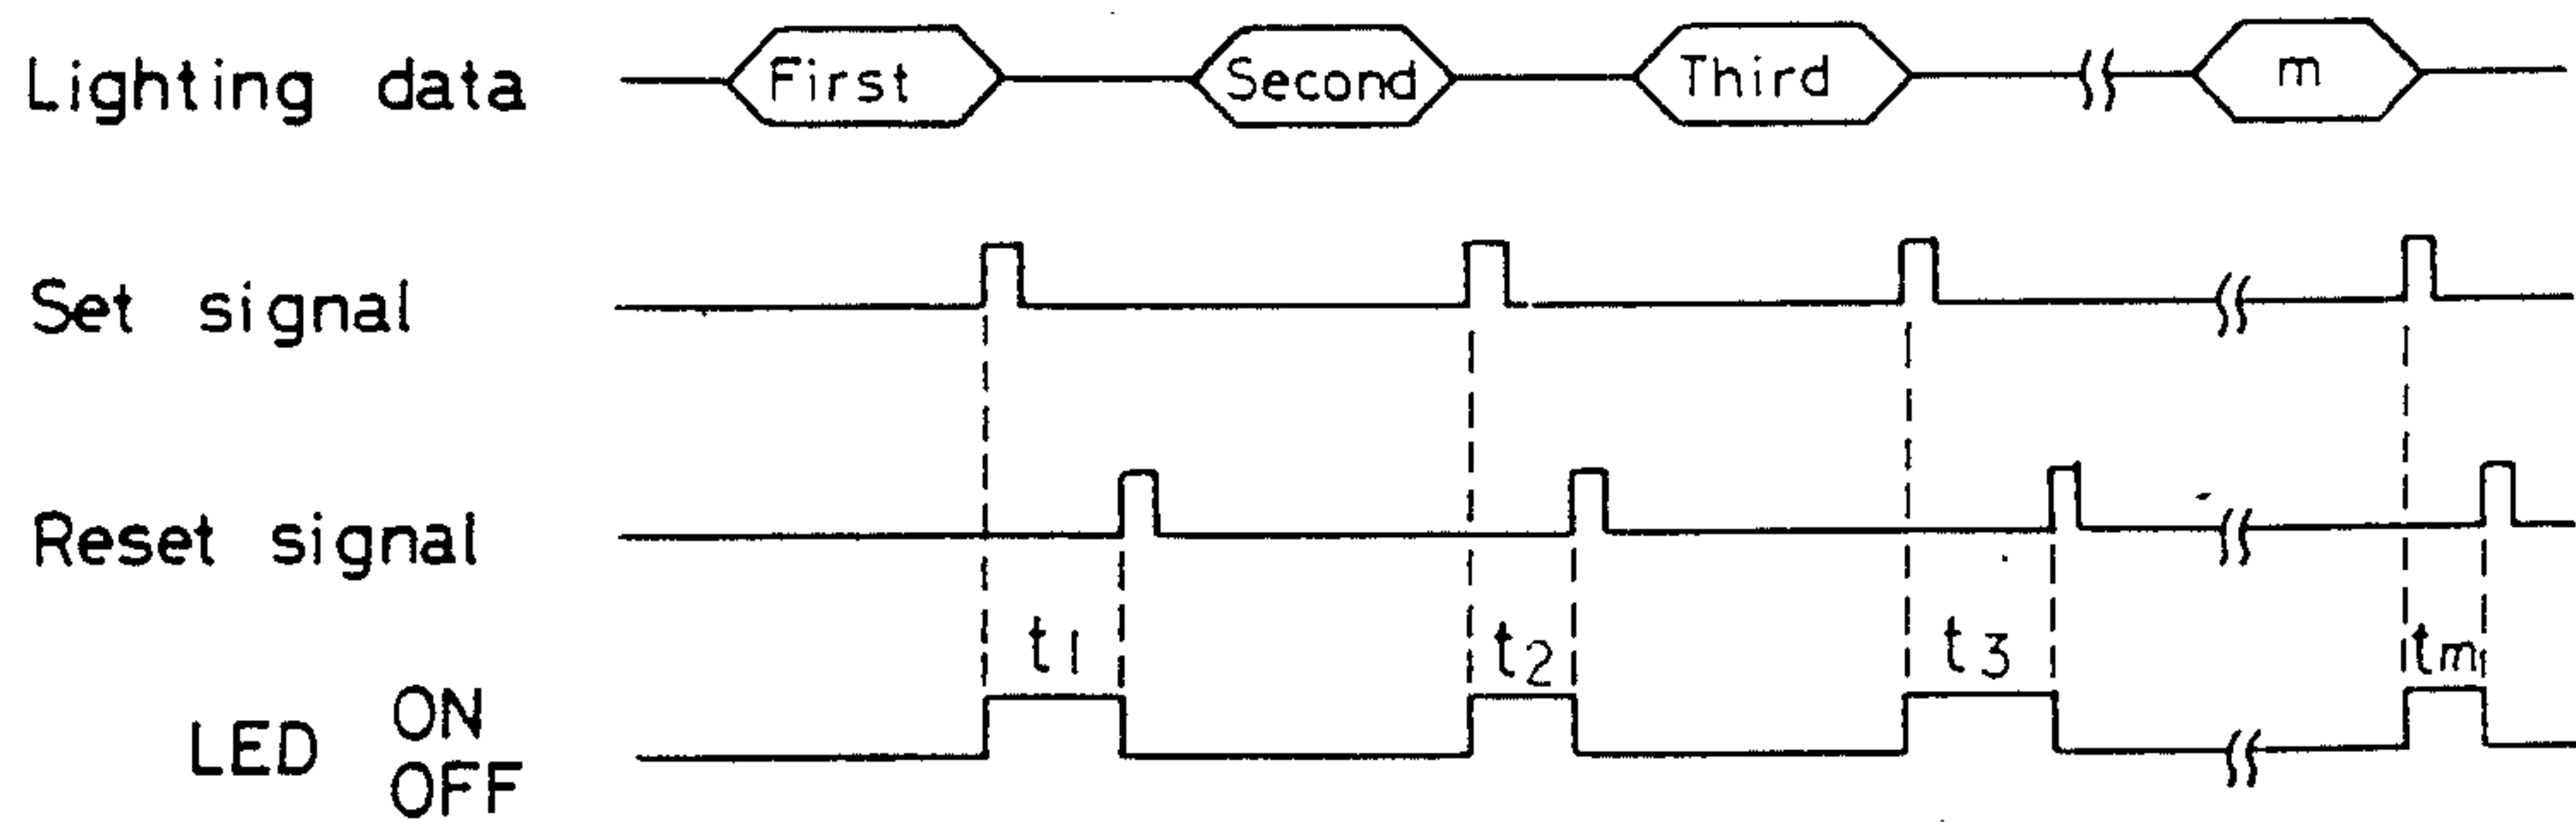 Lighting data First Second Third m
Set signal
Reset signal
t1 t2 t3 tm
LED ON
OFF